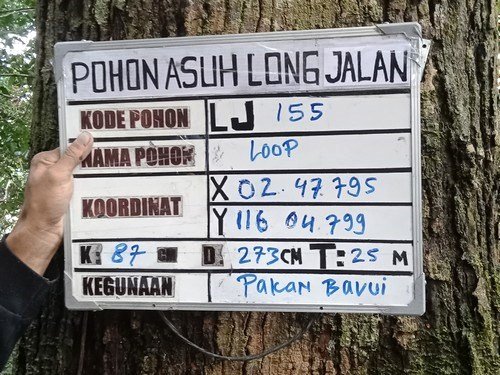 POHON ASUH LONG JALAN
KODE POHON LJ 155
NAMA POHON LOOP
KOORDINAT X 02.47.795
Y 116 04.799
K: 87 CM D: 273CM T: 25 M
KEGUNAAN Pakan Bavui